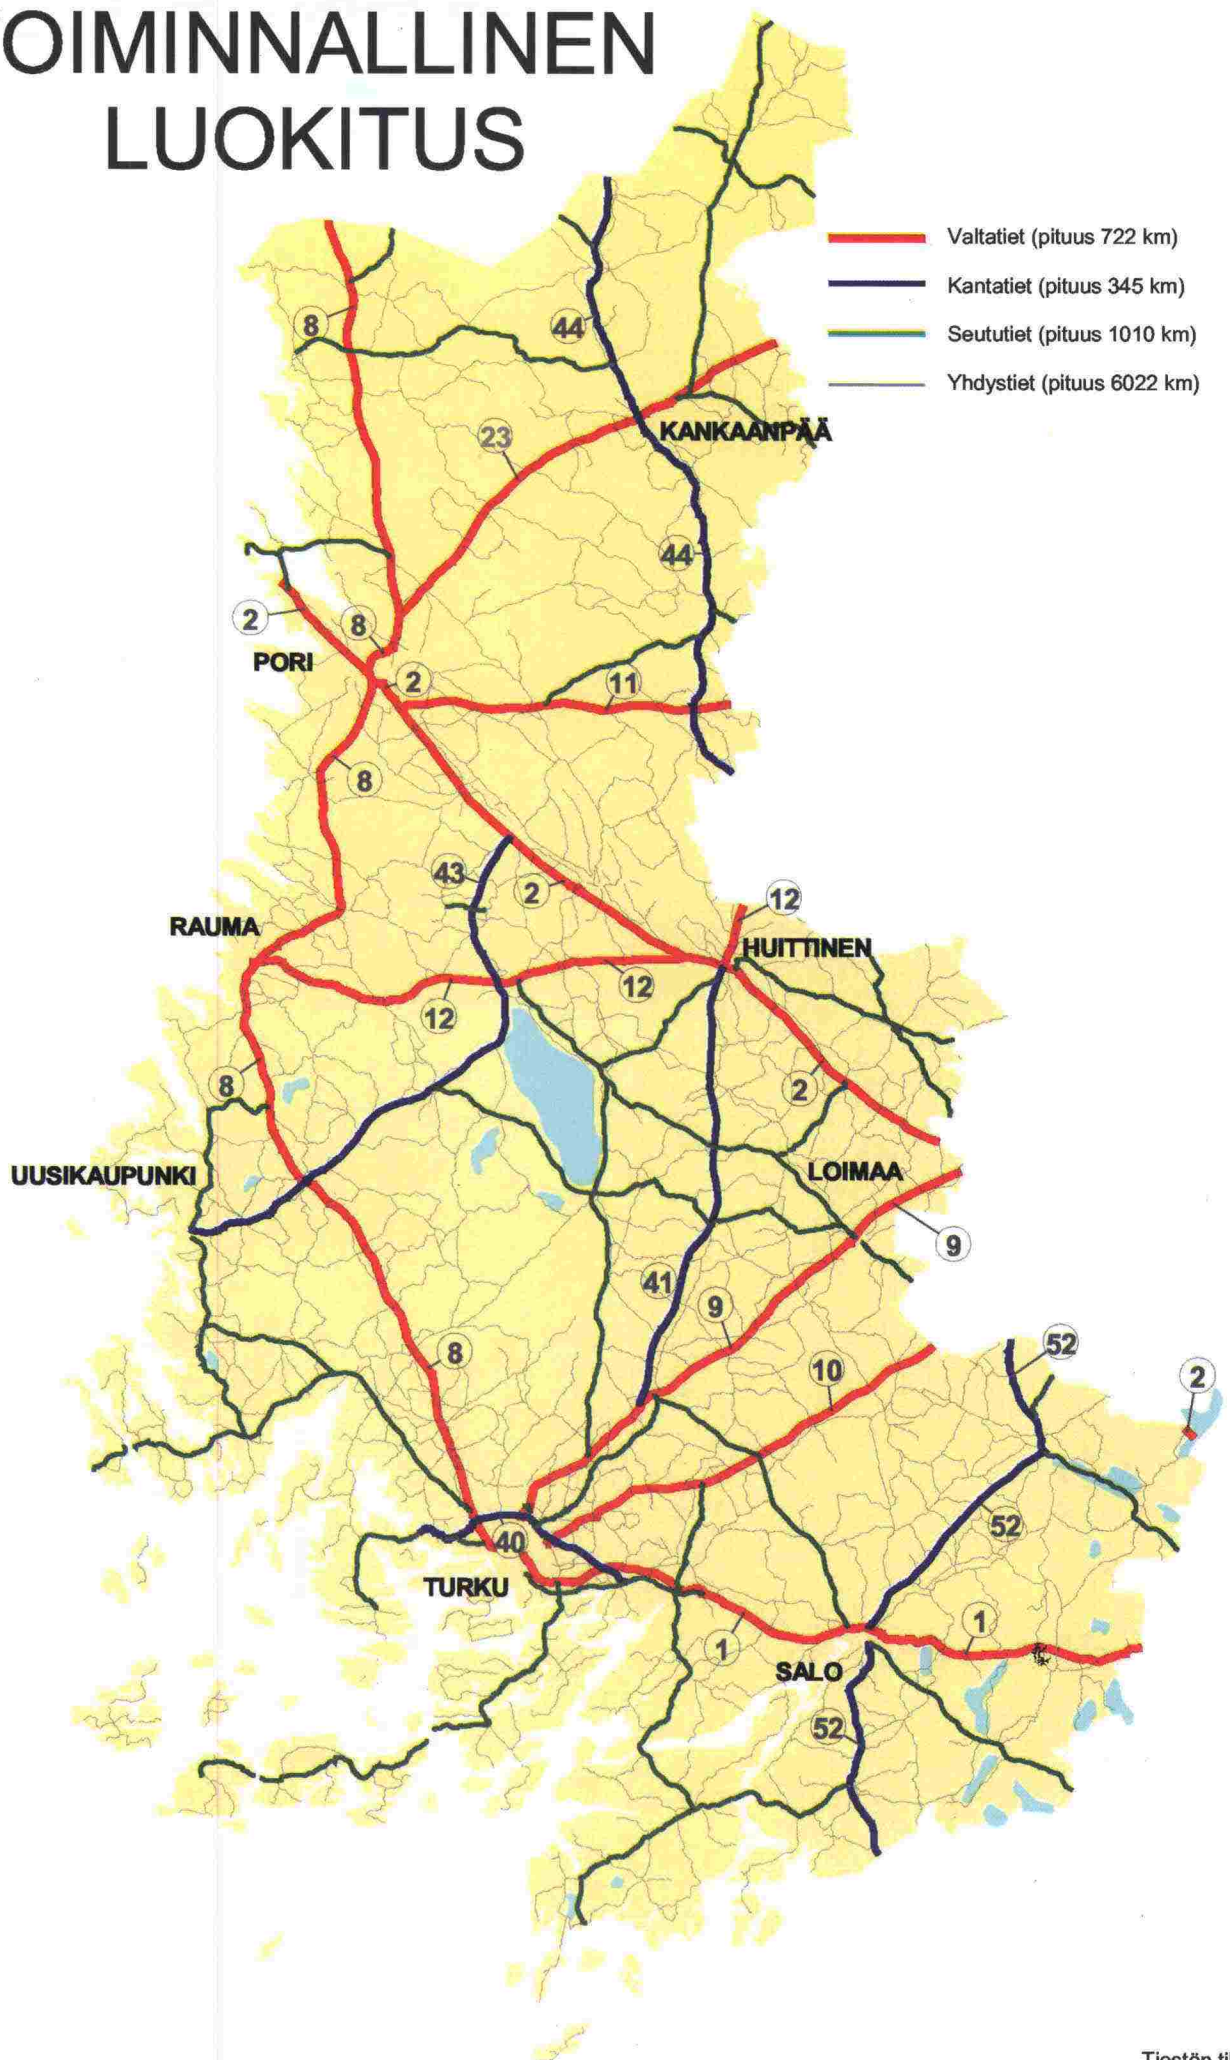 OIMINNALLINEN
LUOKITUS
Valtatiet (pituus 722 km)
Kantatiet (pituus 345 km)
Seututiet (pituus 1010 km)
Yhdystiet (pituus 6022 km)
8
44
23
KANKAANPÄÄ
44
2
8
PORI
2
11
8
43
2
12
RAUMA
HUITTINEN
12
12
8
2
UUSIKAUPUNKI
LOIMAA
9
41
9
8
10
52
2
52
40
TURKU
1
1
SALO
52